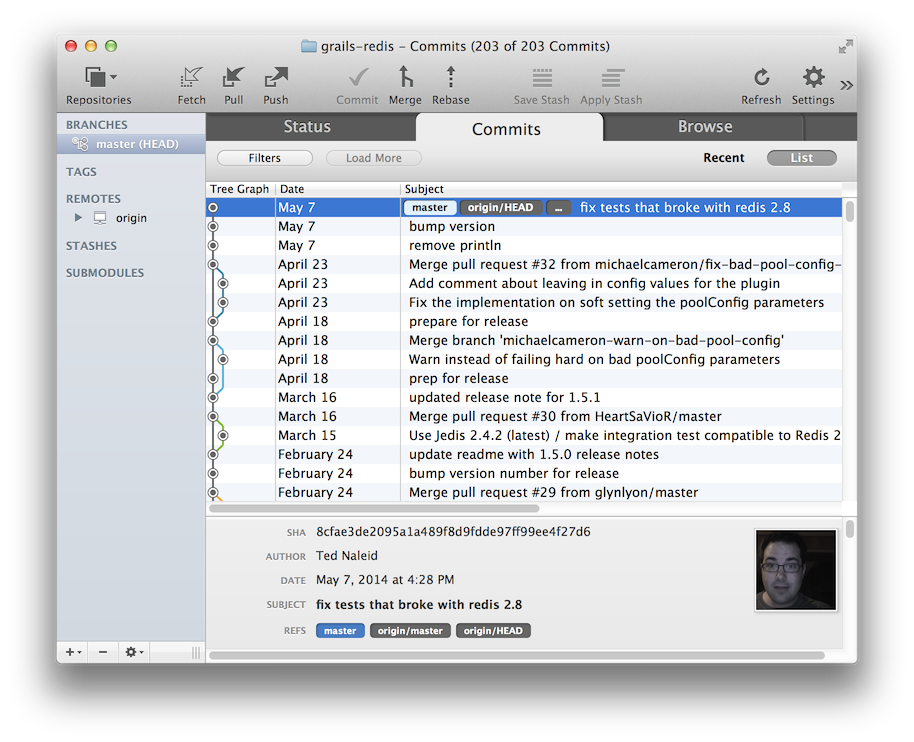 grails-redis – Commits (203 of 203 Commits)
Repositories Fetch Pull Push Commit Merge Rebase Save Stash Apply Stash Refresh Settings »
BRANCHES
master (HEAD)
TAGS
REMOTES
origin
STASHES
SUBMODULES
Status Commits Browse
Filters Load More Recent List
Tree Graph Date Subject
May 7 master origin/HEAD ... fix tests that broke with redis 2.8
May 7 bump version
May 7 remove println
April 23 Merge pull request #32 from michaelcameron/fix-bad-pool-config-
April 23 Add comment about leaving in config values for the plugin
April 23 Fix the implementation on soft setting the poolConfig parameters
April 18 prepare for release
April 18 Merge branch 'michaelcameron-warn-on-bad-pool-config'
April 18 Warn instead of failing hard on bad poolConfig parameters
April 18 prep for release
March 16 updated release note for 1.5.1
March 16 Merge pull request #30 from HeartSaVioR/master
March 15 Use Jedis 2.4.2 (latest) / make integration test compatible to Redis 2
February 24 update readme with 1.5.0 release notes
February 24 bump version number for release
February 24 Merge pull request #29 from glynlyon/master
SHA 8cfae3de2095a1a489f8d9fdde97ff99ee4f27d6
AUTHOR Ted Naleid
DATE May 7, 2014 at 4:28 PM
SUBJECT fix tests that broke with redis 2.8
REFS master origin/master origin/HEAD